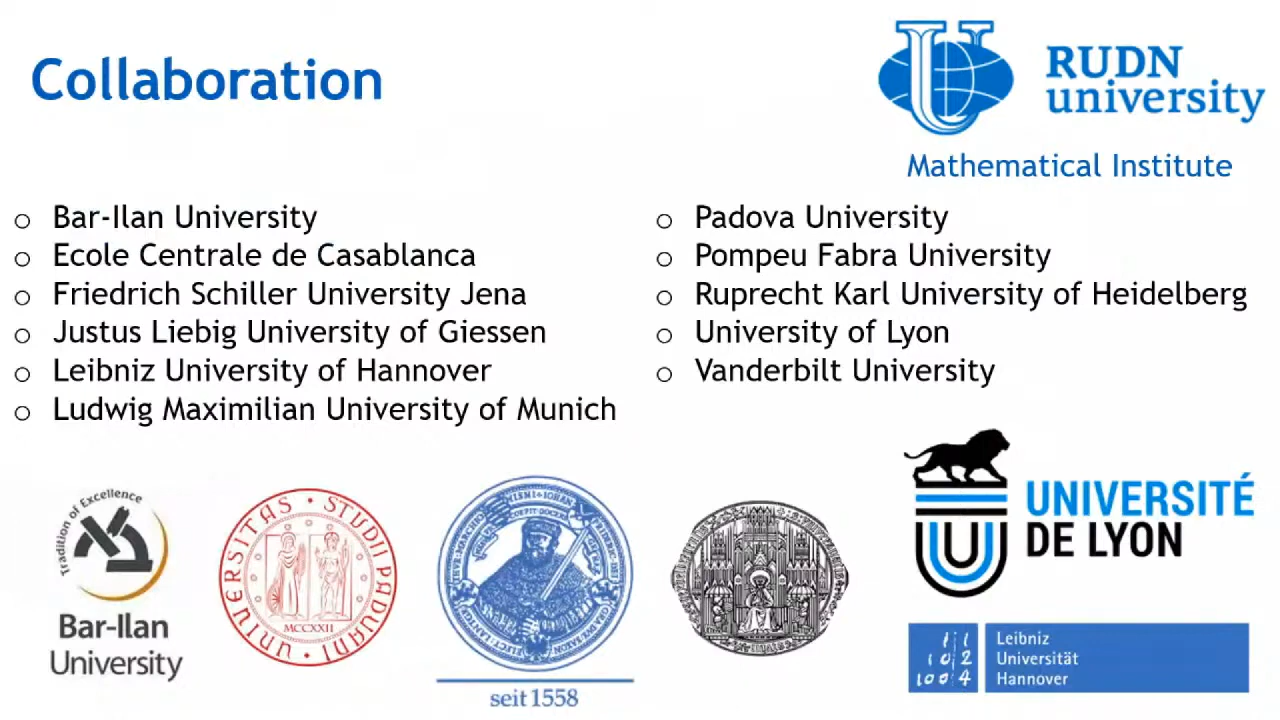 Collaboration
RUDN
university
Mathematical Institute
o Bar-Ilan University
o Ecole Centrale de Casablanca
o Friedrich Schiller University Jena
o Justus Liebig University of Giessen
o Leibniz University of Hannover
o Ludwig Maximilian University of Munich
o Padova University
o Pompeu Fabra University
o Ruprecht Karl University of Heidelberg
o University of Lyon
o Vanderbilt University
Tradition of Excellence
Bar-Ilan
University
UNIVERSITAS STUDII PADUANI
MCCXXII
seit 1558
UNIVERSITÉ
DE LYON
Leibniz
Universität
Hannover